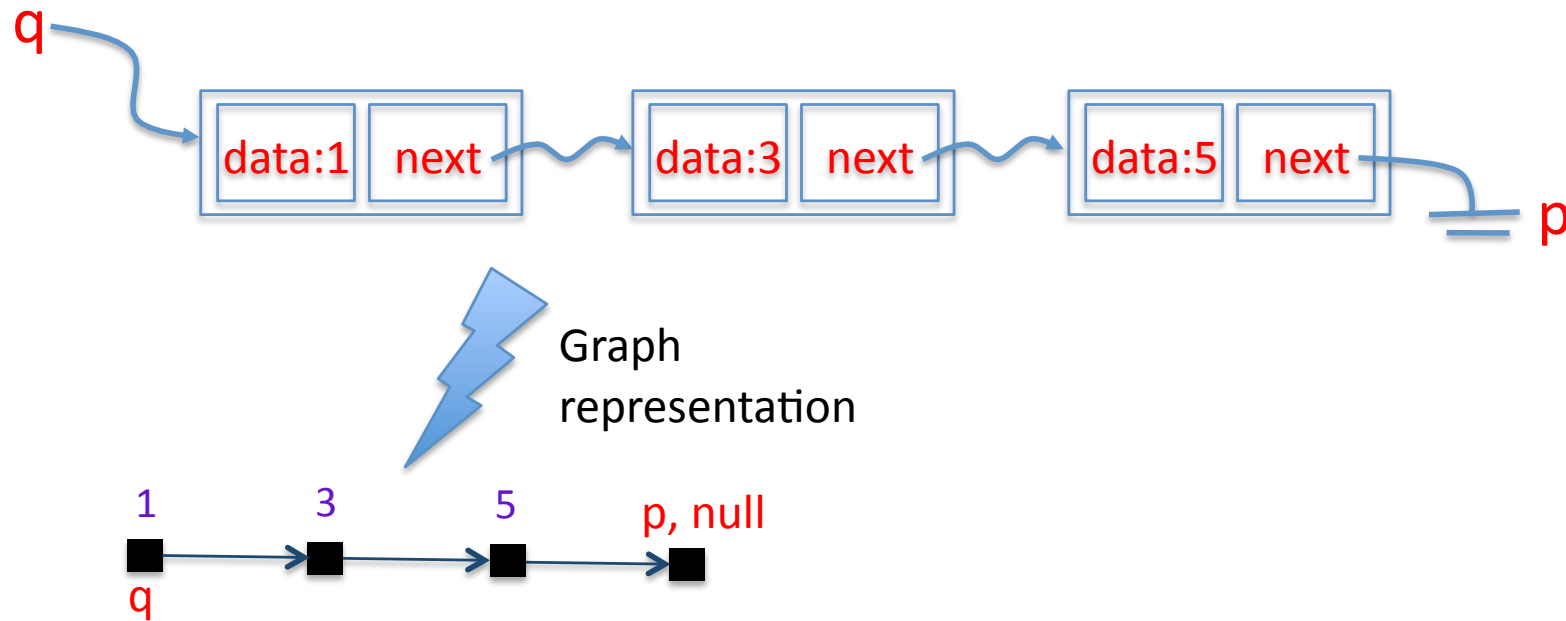 q
data:1 next data:3 next data:5 next
p
Graph
representation
1 3 5 p, null
q